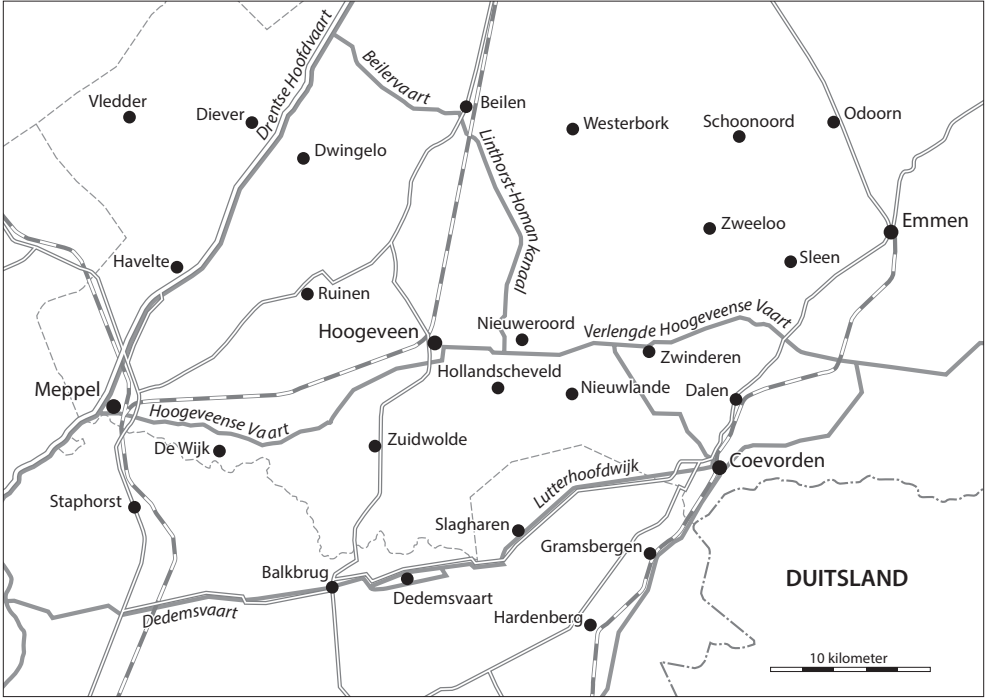 Drentse Hoofdvaart
Beilervaart
Vledder
Diever
Beilen
Westerbork
Schoonoord
Odoorn
Dwingelo
Linthorst-Homan kanaal
Zweeloo
Emmen
Havelte
Sleen
Ruinen
Hoogeveen
Nieuweroord
Verlengde Hoogeveense Vaart
Zwinderen
Hollandscheveld
Nieuwlande
Dalen
Meppel
Hoogeveense Vaart
De Wijk
Zuidwolde
Coevorden
Lutterhoofdwijk
Staphorst
Slagharen
Gramsbergen
Balkbrug
DUITSLAND
Dedemsvaart
Dedemsvaart
Hardenberg
10 kilometer